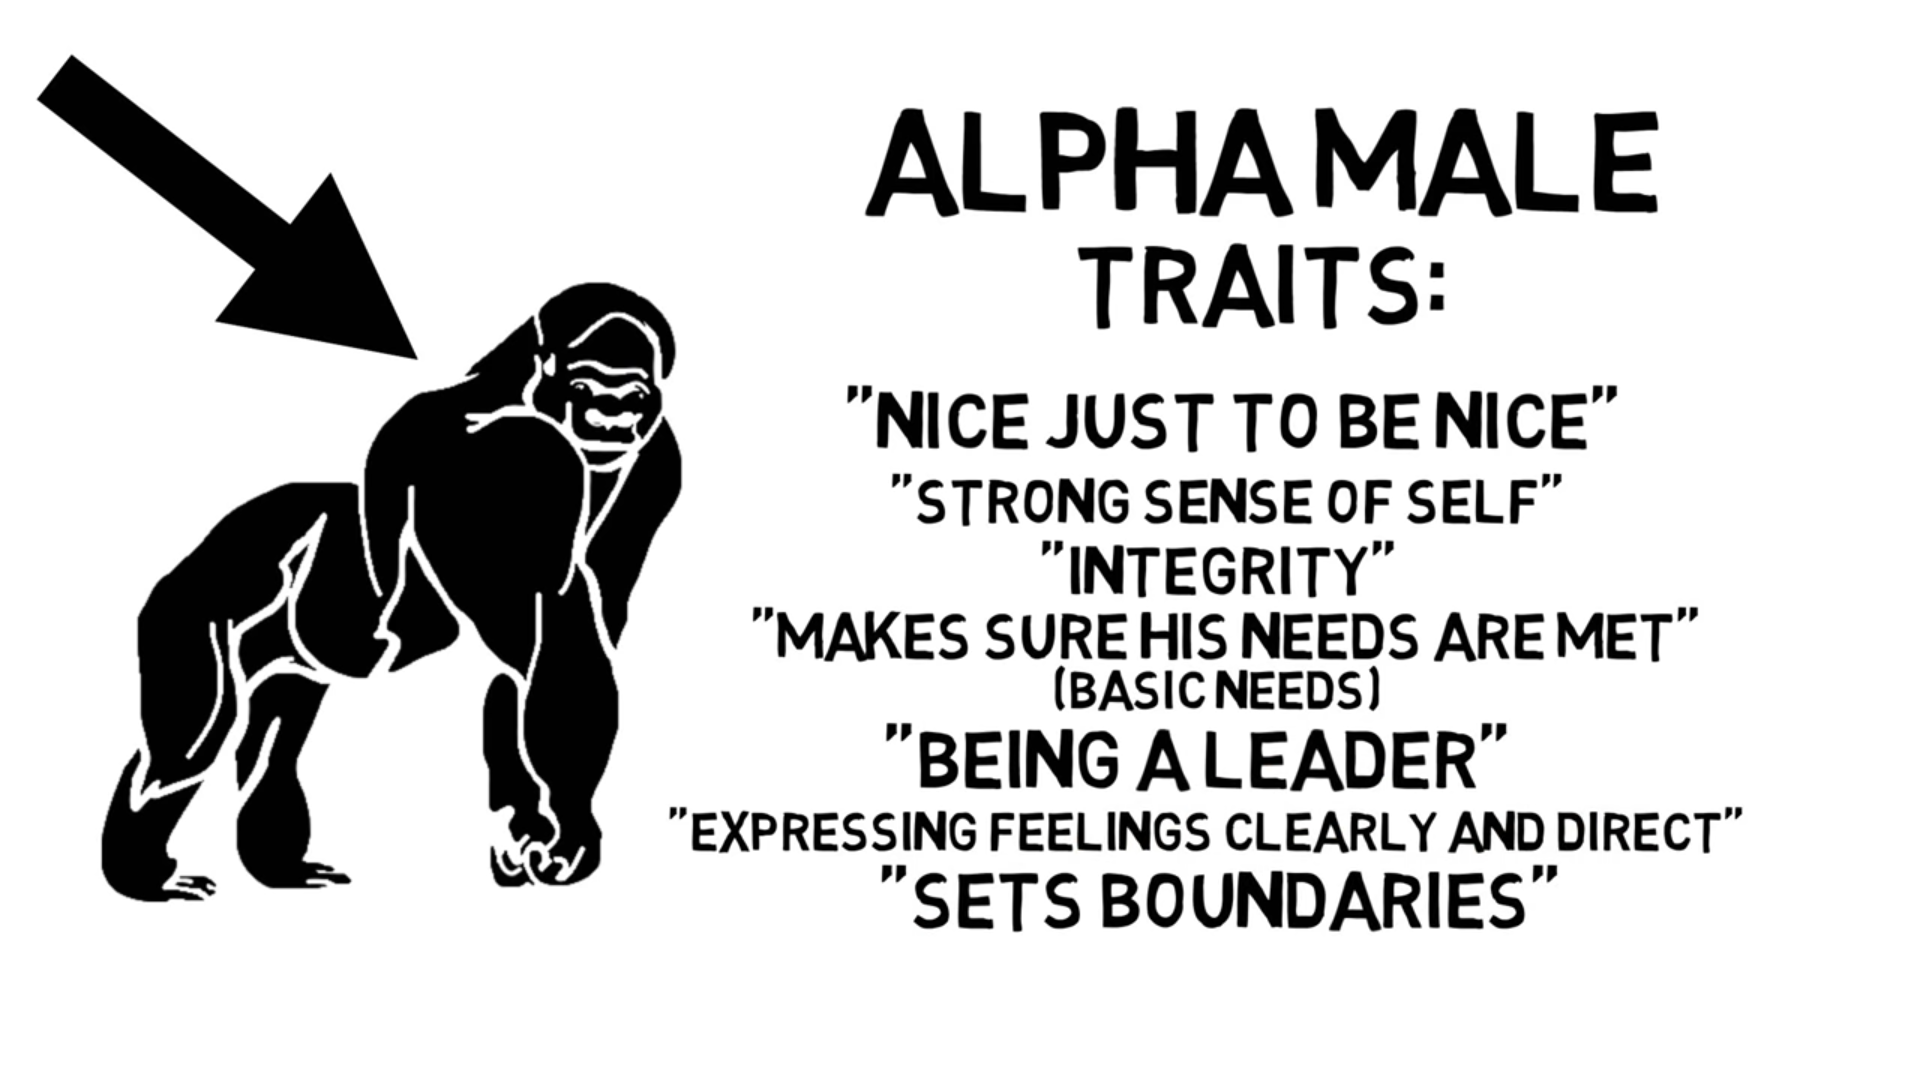 ALPHA MALE
TRAITS:
"NICE JUST TO BE NICE"
"STRONG SENSE OF SELF"
"INTEGRITY"
"MAKES SURE HIS NEEDS ARE MET"
(BASIC NEEDS)
"BEING A LEADER"
"EXPRESSING FEELINGS CLEARLY AND DIRECT"
"SETS BOUNDARIES"